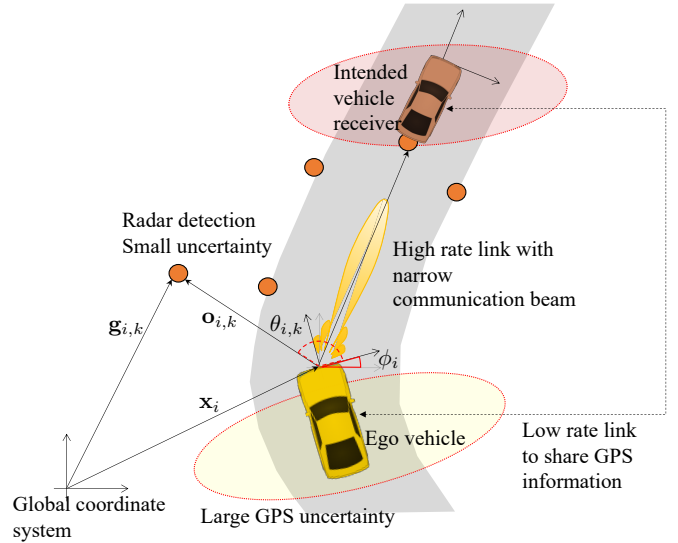 Intended
vehicle
receiver
Radar detection
Small uncertainty
High rate link with
narrow
communication beam
𝐠_{i,k}
𝐨_{i,k}
θ_{i,k}
ϕ_i
𝐱_i
Ego vehicle
Low rate link
to share GPS
information
Global coordinate
system
Large GPS uncertainty